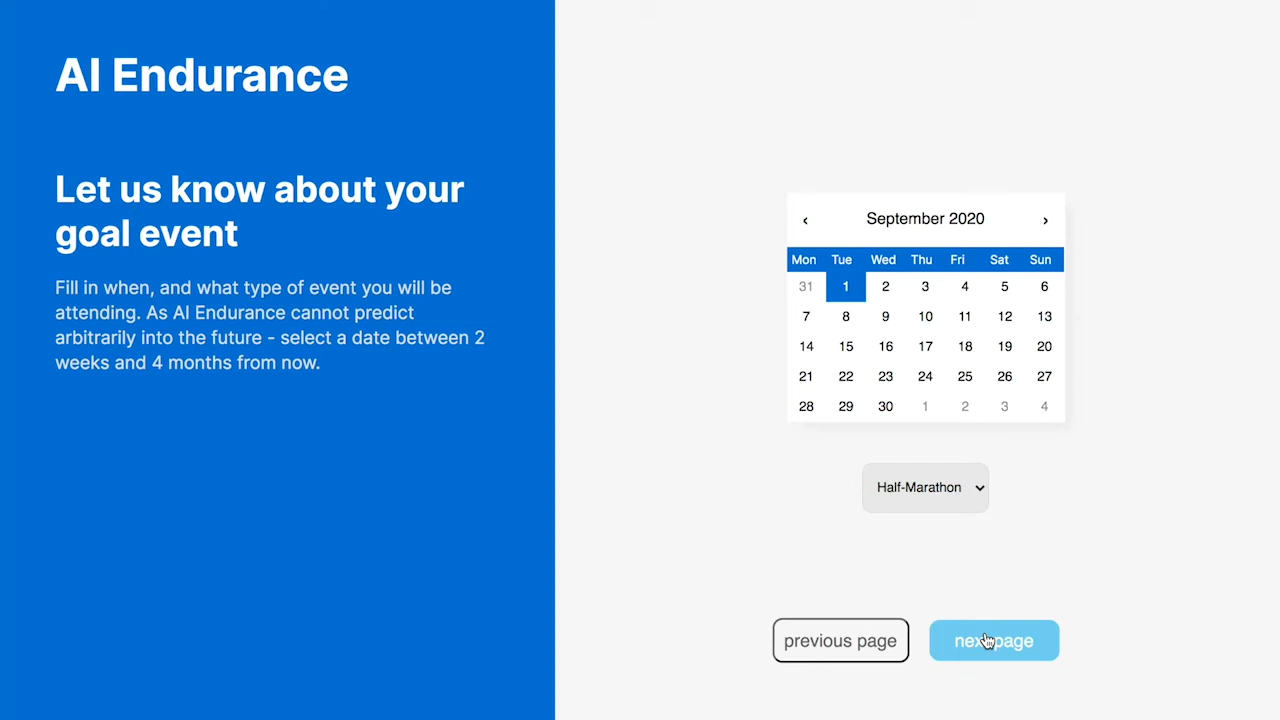 AI Endurance
Let us know about your
goal event
Fill in when, and what type of event you will be
attending. As AI Endurance cannot predict
arbitrarily into the future - select a date between 2
weeks and 4 months from now.
‹ September 2020 ›
Mon Tue Wed Thu Fri Sat Sun
31 1 2 3 4 5 6
7 8 9 10 11 12 13
14 15 16 17 18 19 20
21 22 23 24 25 26 27
28 29 30 1 2 3 4
Half-Marathon
previous page next page